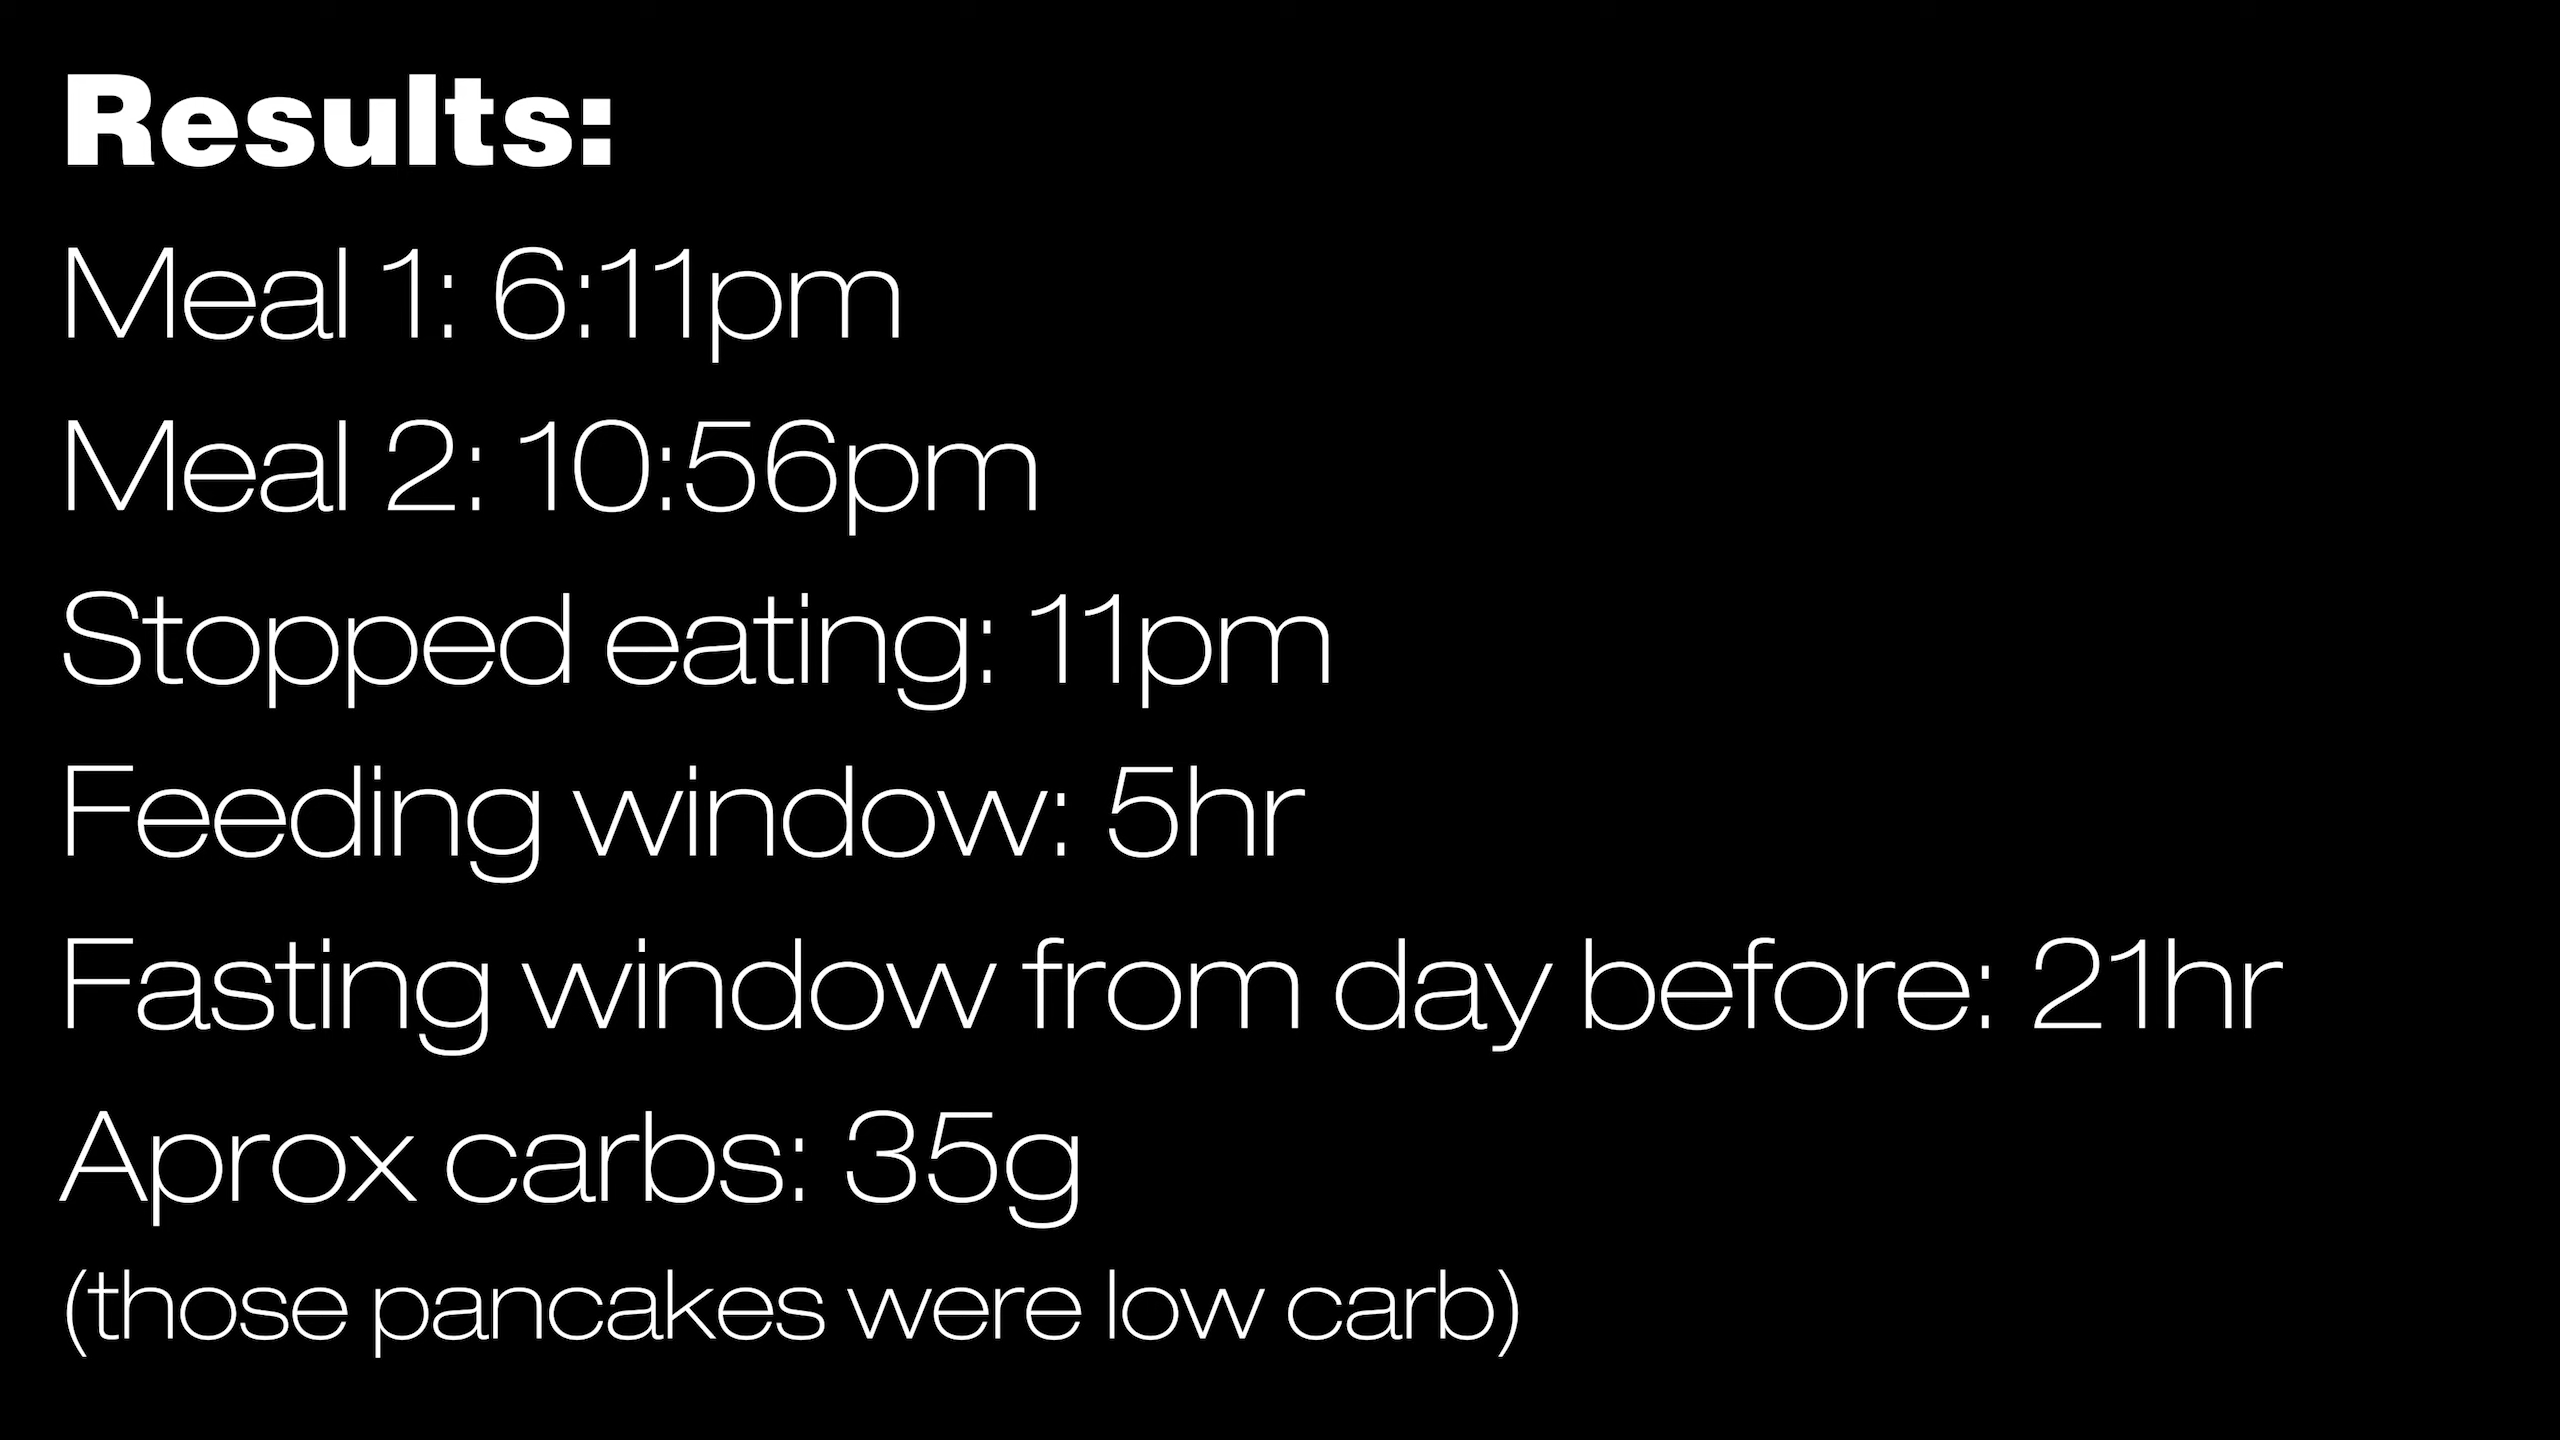 Results:
Meal 1: 6:11pm
Meal 2: 10:56pm
Stopped eating: 11pm
Feeding window: 5hr
Fasting window from day before: 21hr
Aprox carbs: 35g
(those pancakes were low carb)